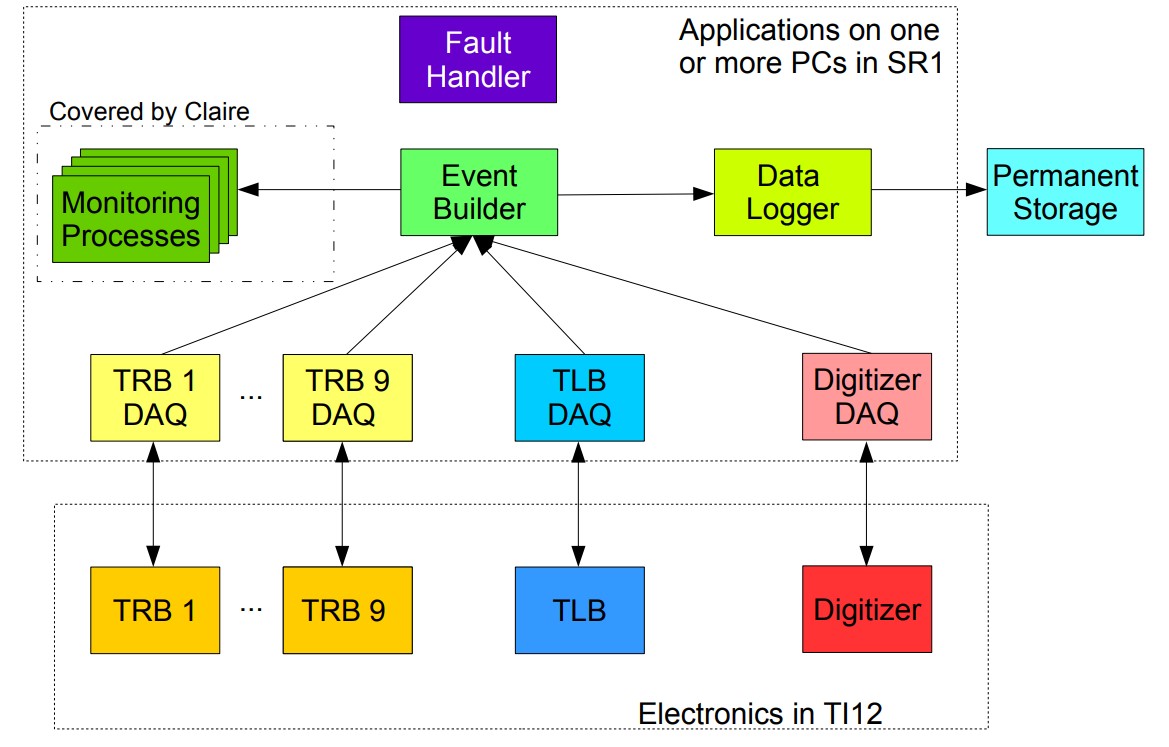 Applications on one
or more PCs in SR1
Fault
Handler
Covered by Claire
Monitoring
Processes
Event
Builder
Data
Logger
Permanent
Storage
TRB 1
DAQ
...
TRB 9
DAQ
TLB
DAQ
Digitizer
DAQ
TRB 1
...
TRB 9
TLB
Digitizer
Electronics in TI12